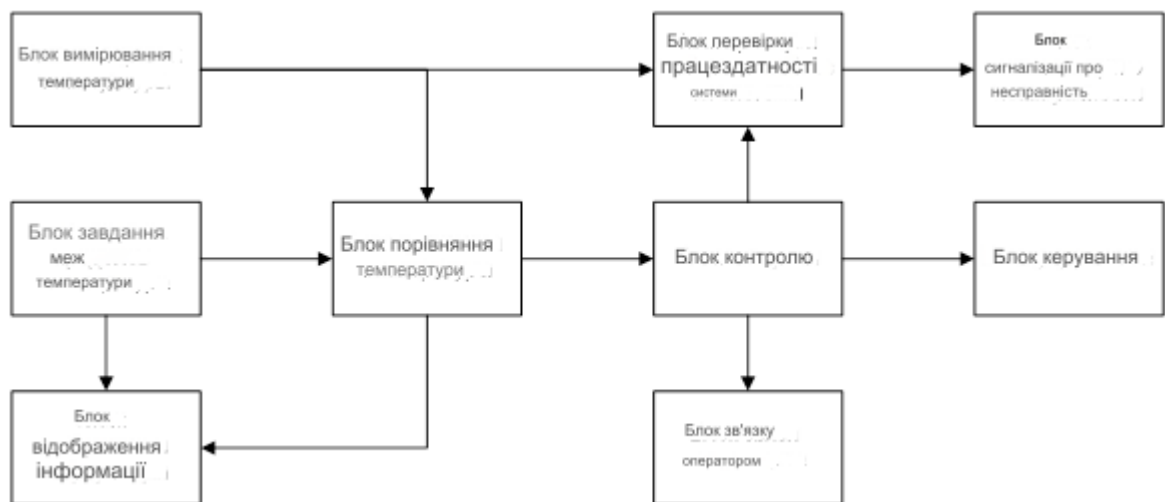 Блок вимірювання
температури
Блок перевірки
працездатності
системи
Блок
сигналізації про
несправність
Блок завдання
меж
температури
Блок порівняння
температури
Блок контролю
Блок керування
Блок
відображення
інформації
Блок зв'язку
оператором